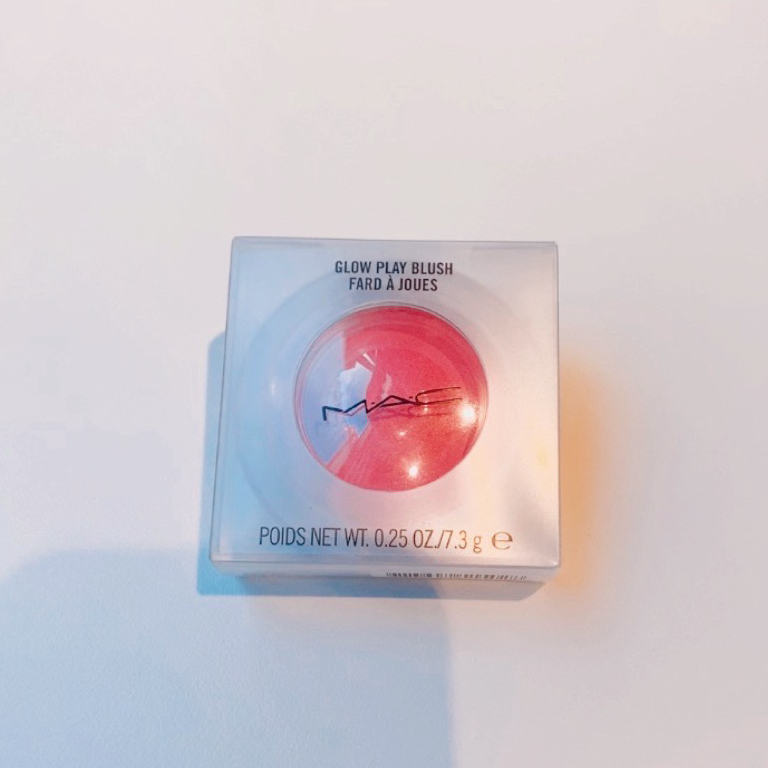 GLOW PLAY BLUSH
FARD À JOUES
M·A·C
POIDS NET WT. 0.25 OZ./7.3 g ℮